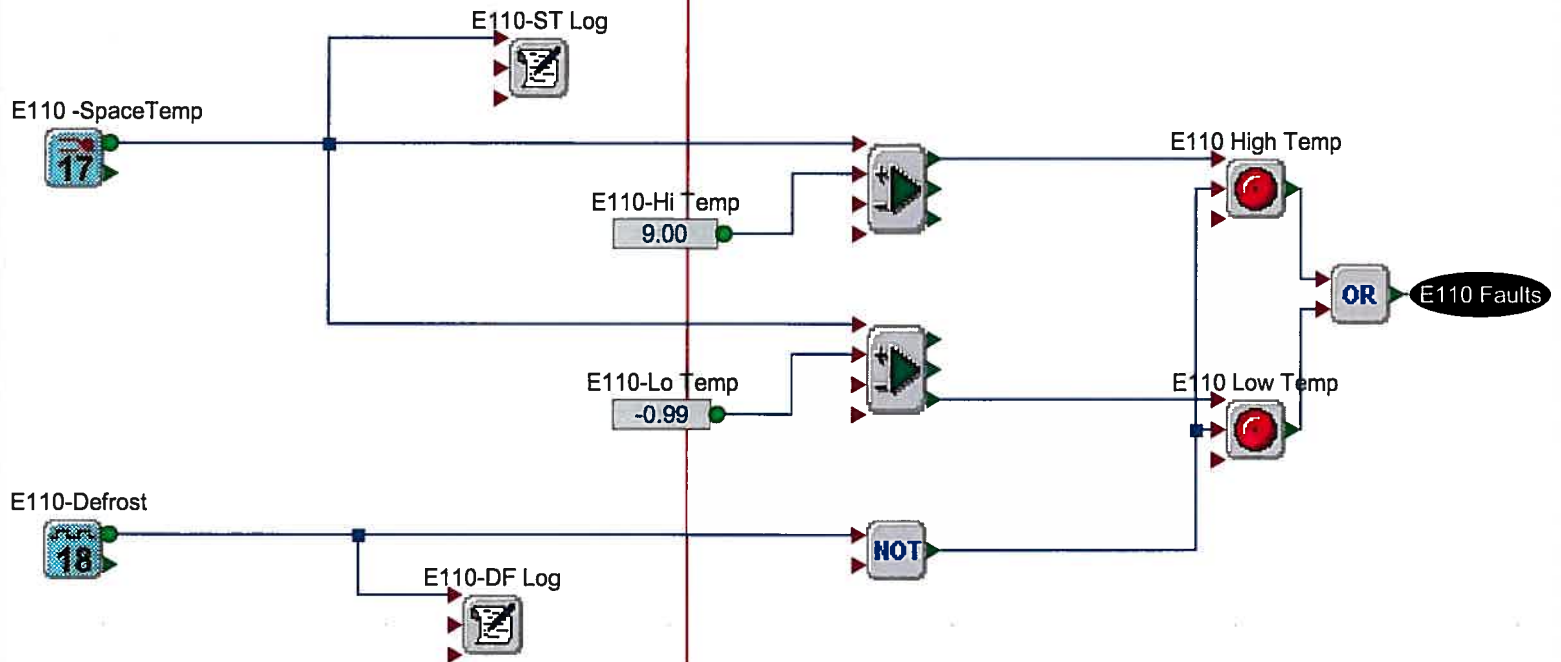 E110-ST Log
E110 -SpaceTemp
17
E110 High Temp
E110-Hi Temp
+
-
9.00
OR
E110 Faults
E110-Lo Temp
+
-
E110 Low Temp
-0.99
E110-Defrost
18
NOT
E110-DF Log